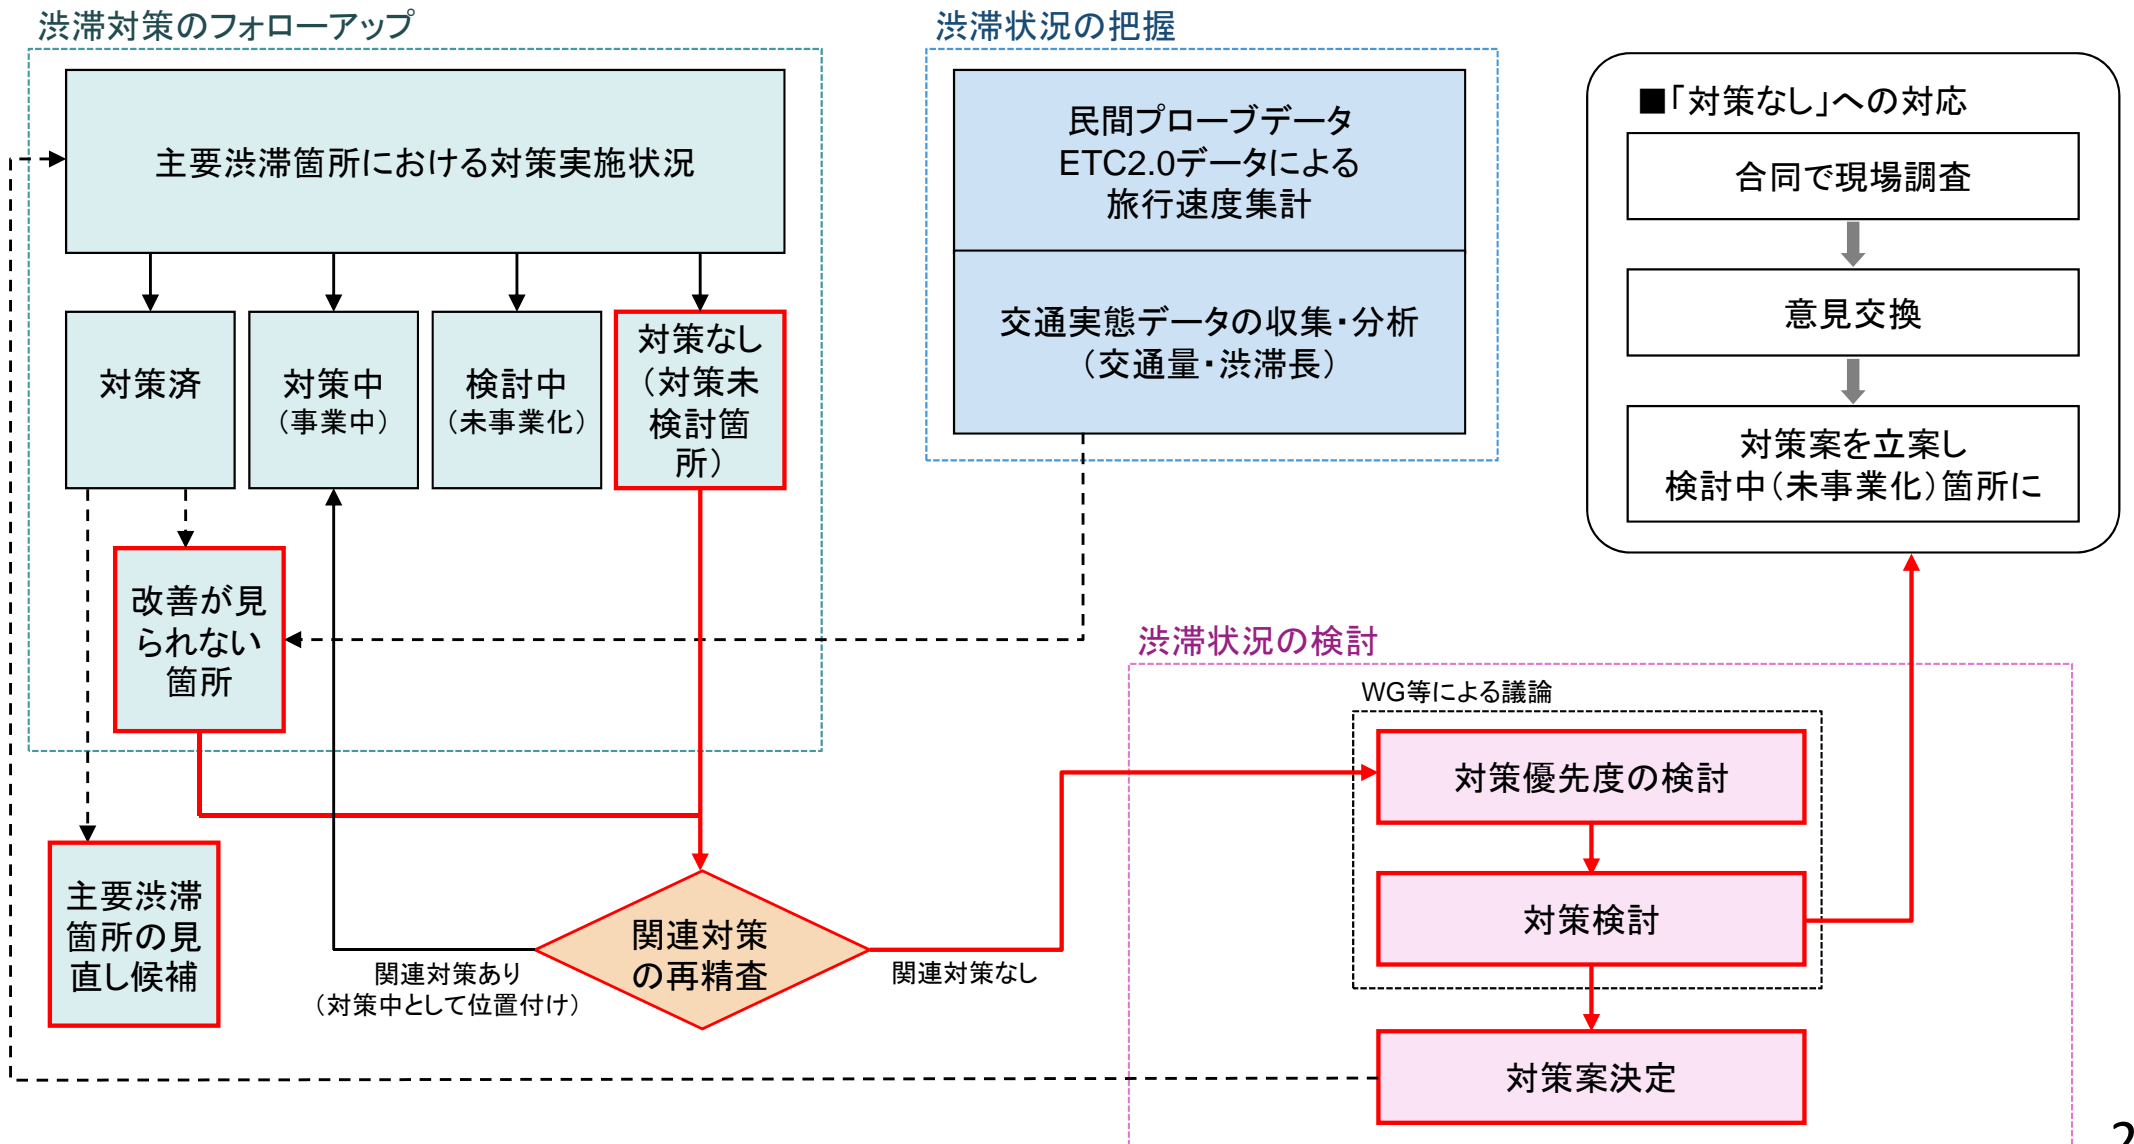 渋滞対策のフォローアップ
主要渋滞箇所における対策実施状況
対策済
対策中
（事業中）
検討中
（未事業化）
対策なし
（対策未
検討箇
所）
改善が見
られない
箇所
主要渋滞
箇所の見
直し候補
関連対策
の再精査
関連対策あり
（対策中として位置付け）
関連対策なし
渋滞状況の把握
民間プローブデータ
ETC2.0データによる
旅行速度集計
交通実態データの収集・分析
（交通量・渋滞長）
■「対策なし」への対応
合同で現場調査
意見交換
対策案を立案し
検討中（未事業化）箇所に
渋滞状況の検討
WG等による議論
対策優先度の検討
対策検討
対策案決定
2